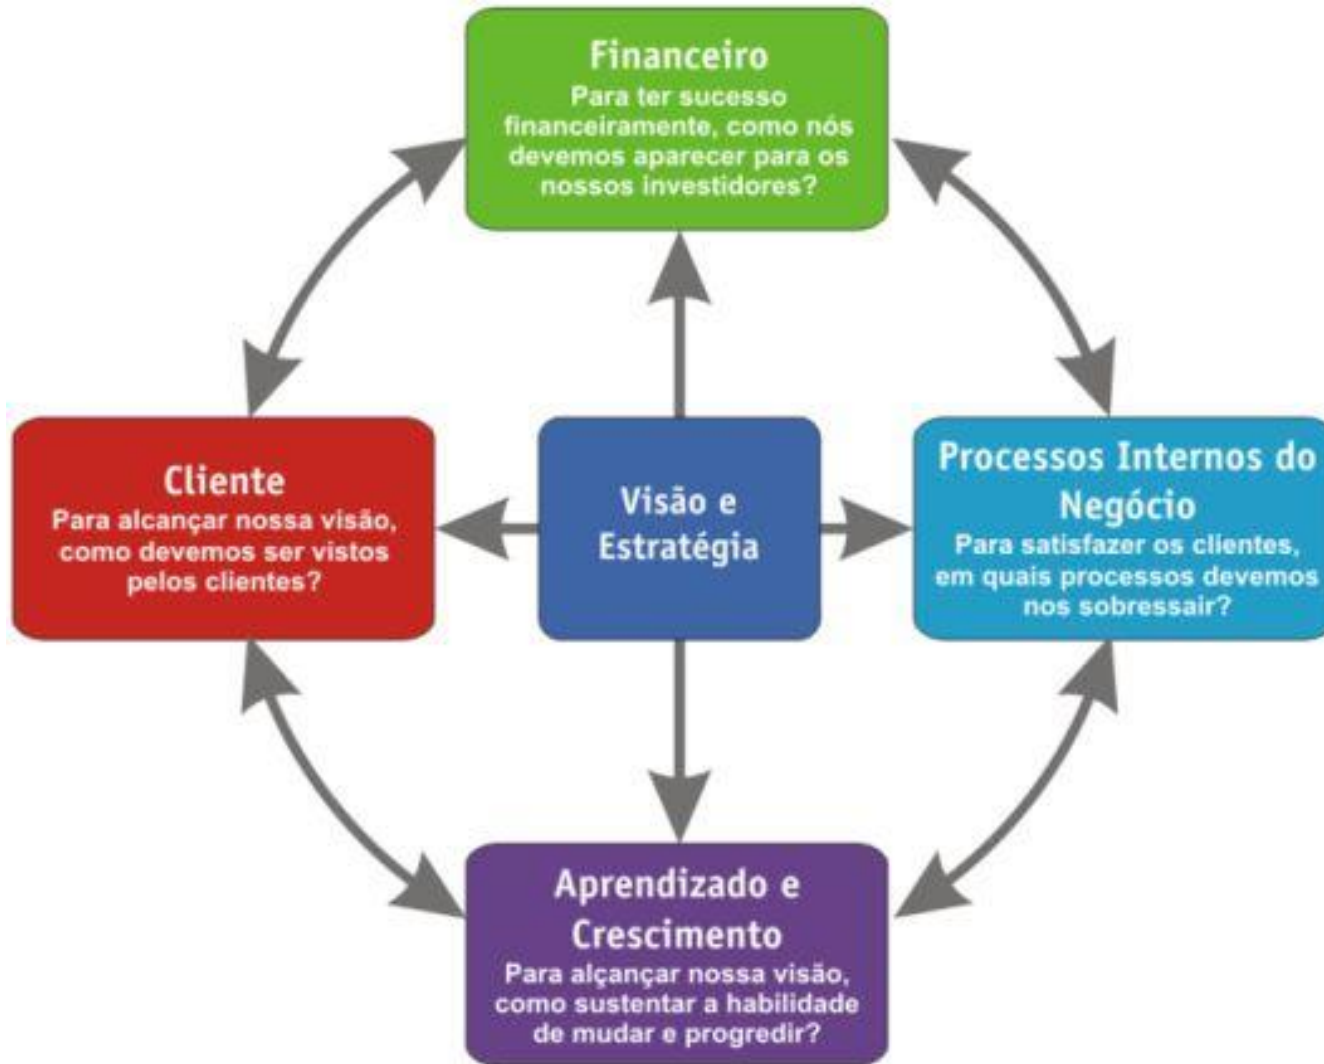 Financeiro
Para ter sucesso
financeiramente, como nós
devemos aparecer para os
nossos investidores?
Cliente
Para alcançar nossa visão,
como devemos ser vistos
pelos clientes?
Visão e
Estratégia
Processos Internos do
Negócio
Para satisfazer os clientes,
em quais processos devemos
nos sobressair?
Aprendizado e
Crescimento
Para alçançar nossa visão,
como sustentar a habilidade
de mudar e progredir?